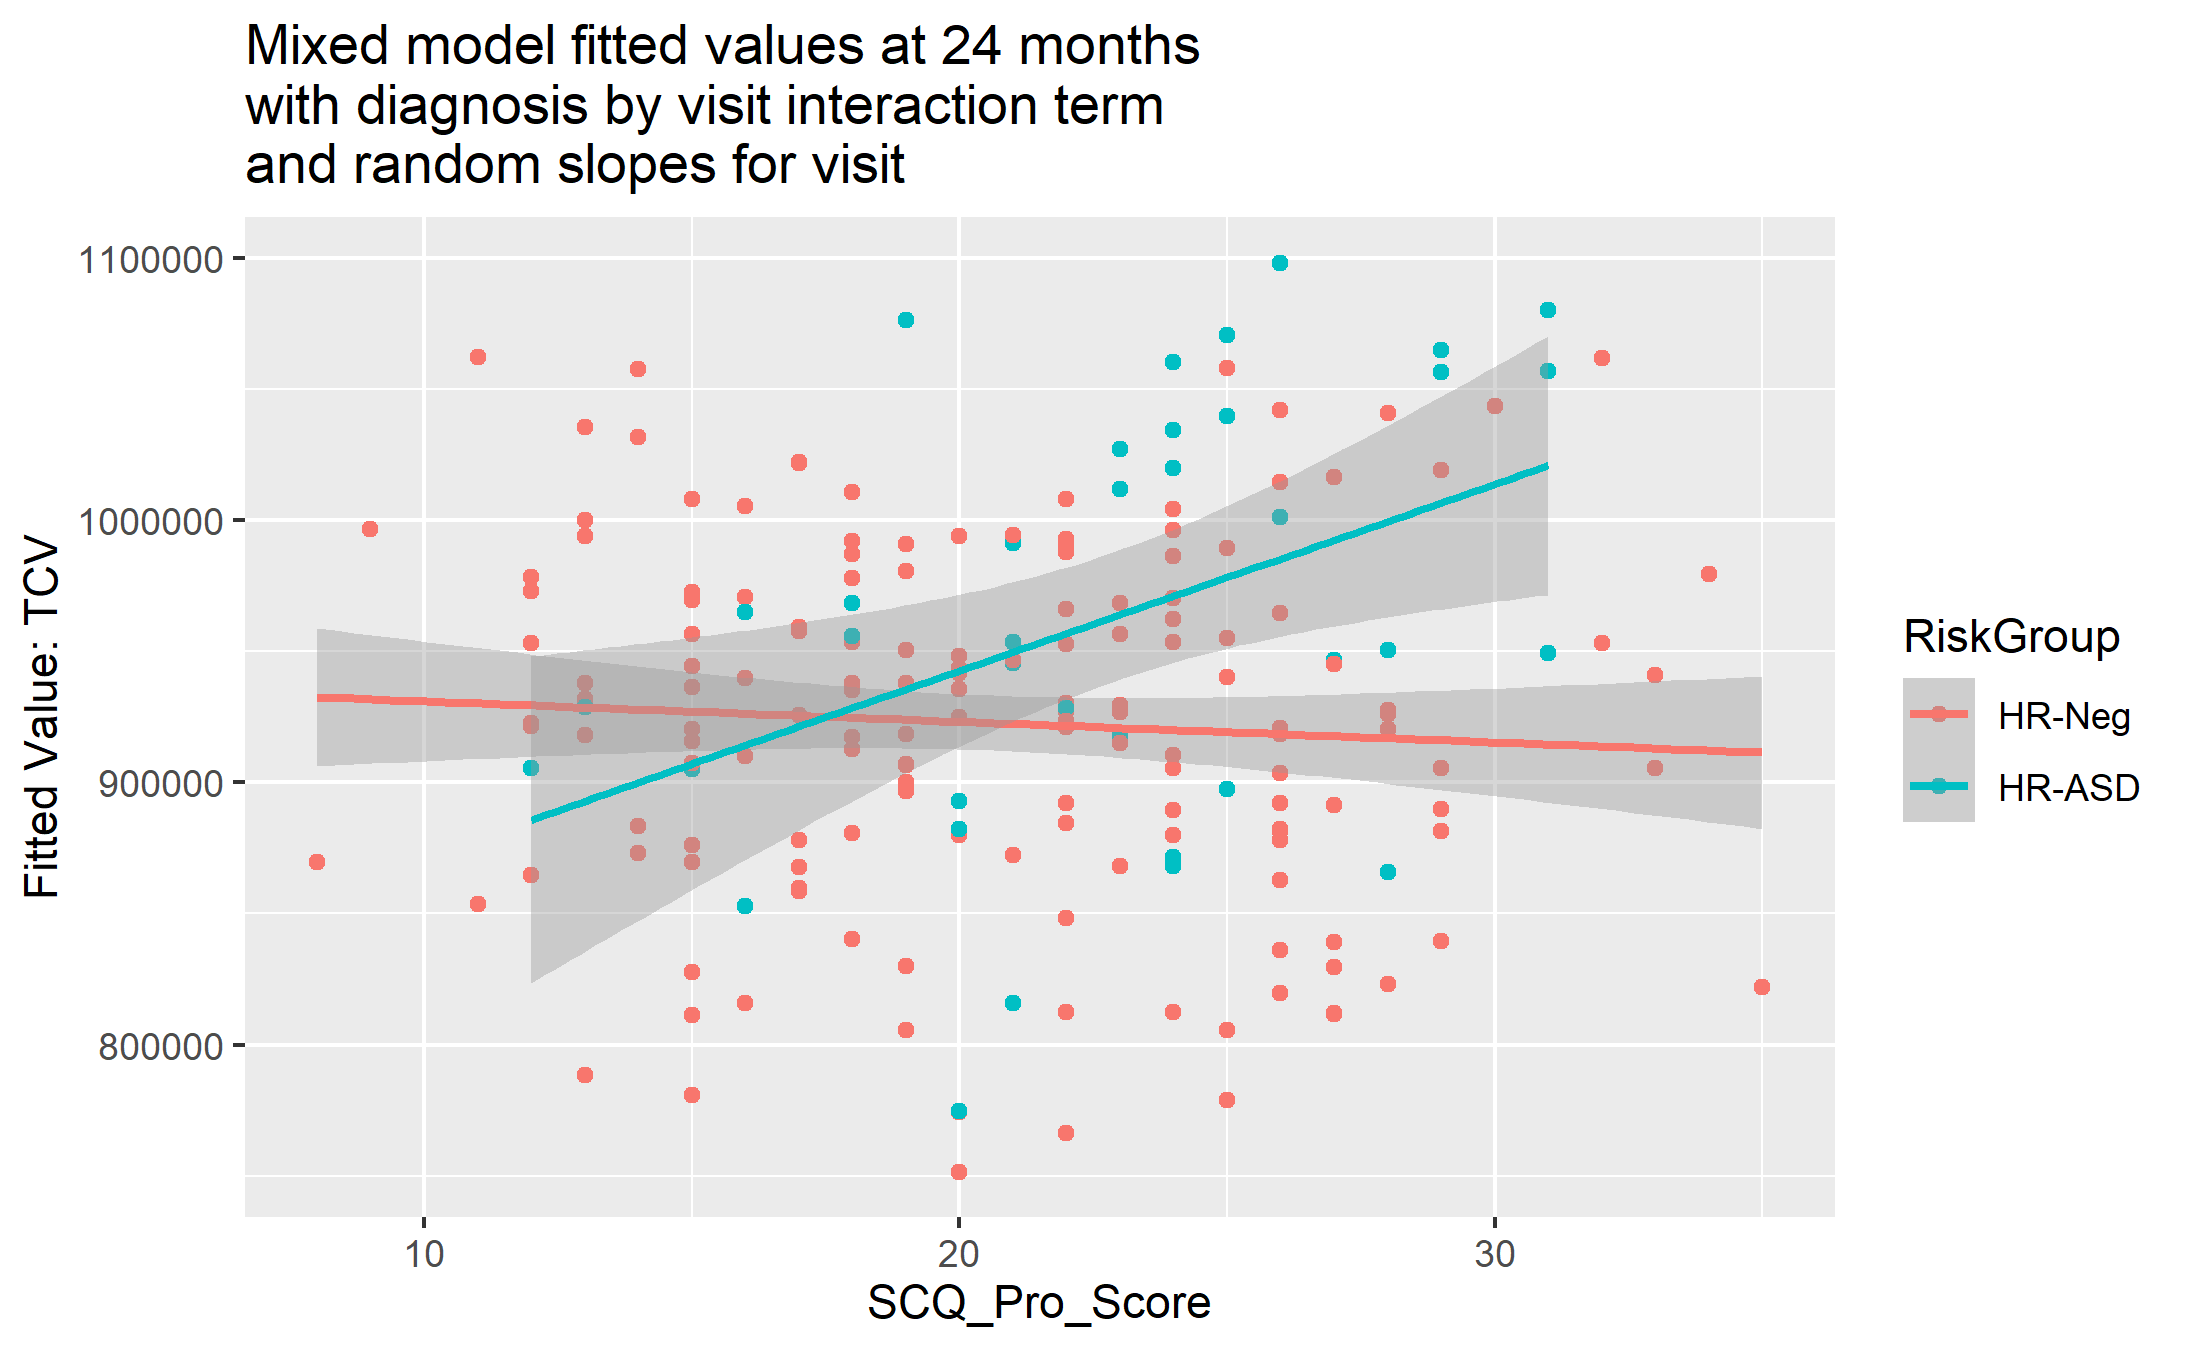 Mixed model fitted values at 24 months
with diagnosis by visit interaction term
and random slopes for visit
1100000
1000000
900000
800000
Fitted Value: TCV
10
20
30
SCQ_Pro_Score
RiskGroup
HR-Neg
HR-ASD